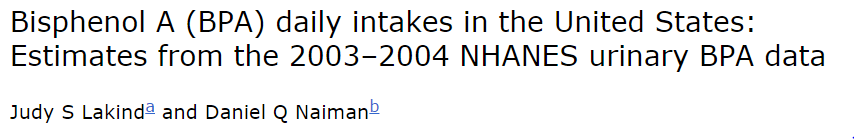 Bisphenol A (BPA) daily intakes in the United States:
Estimates from the 2003–2004 NHANES urinary BPA data
Judy S Lakinda and Daniel Q Naimanb